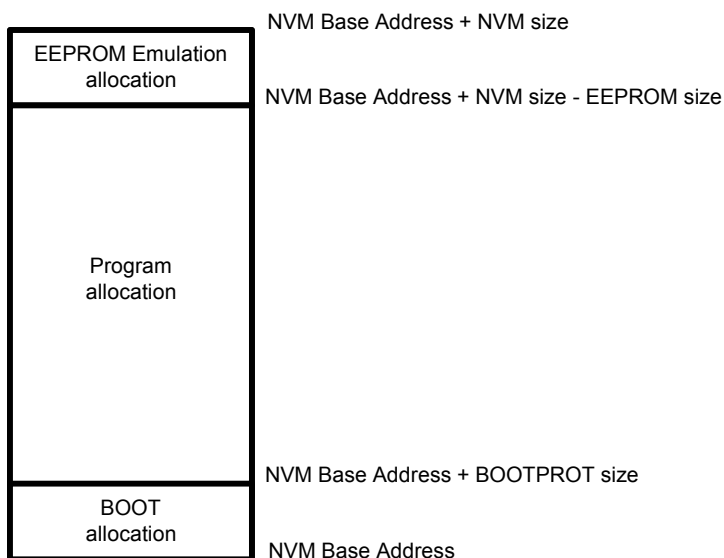 NVM Base Address + NVM size
EEPROM Emulation
allocation
NVM Base Address + NVM size - EEPROM size
Program
allocation
NVM Base Address + BOOTPROT size
BOOT
allocation
NVM Base Address